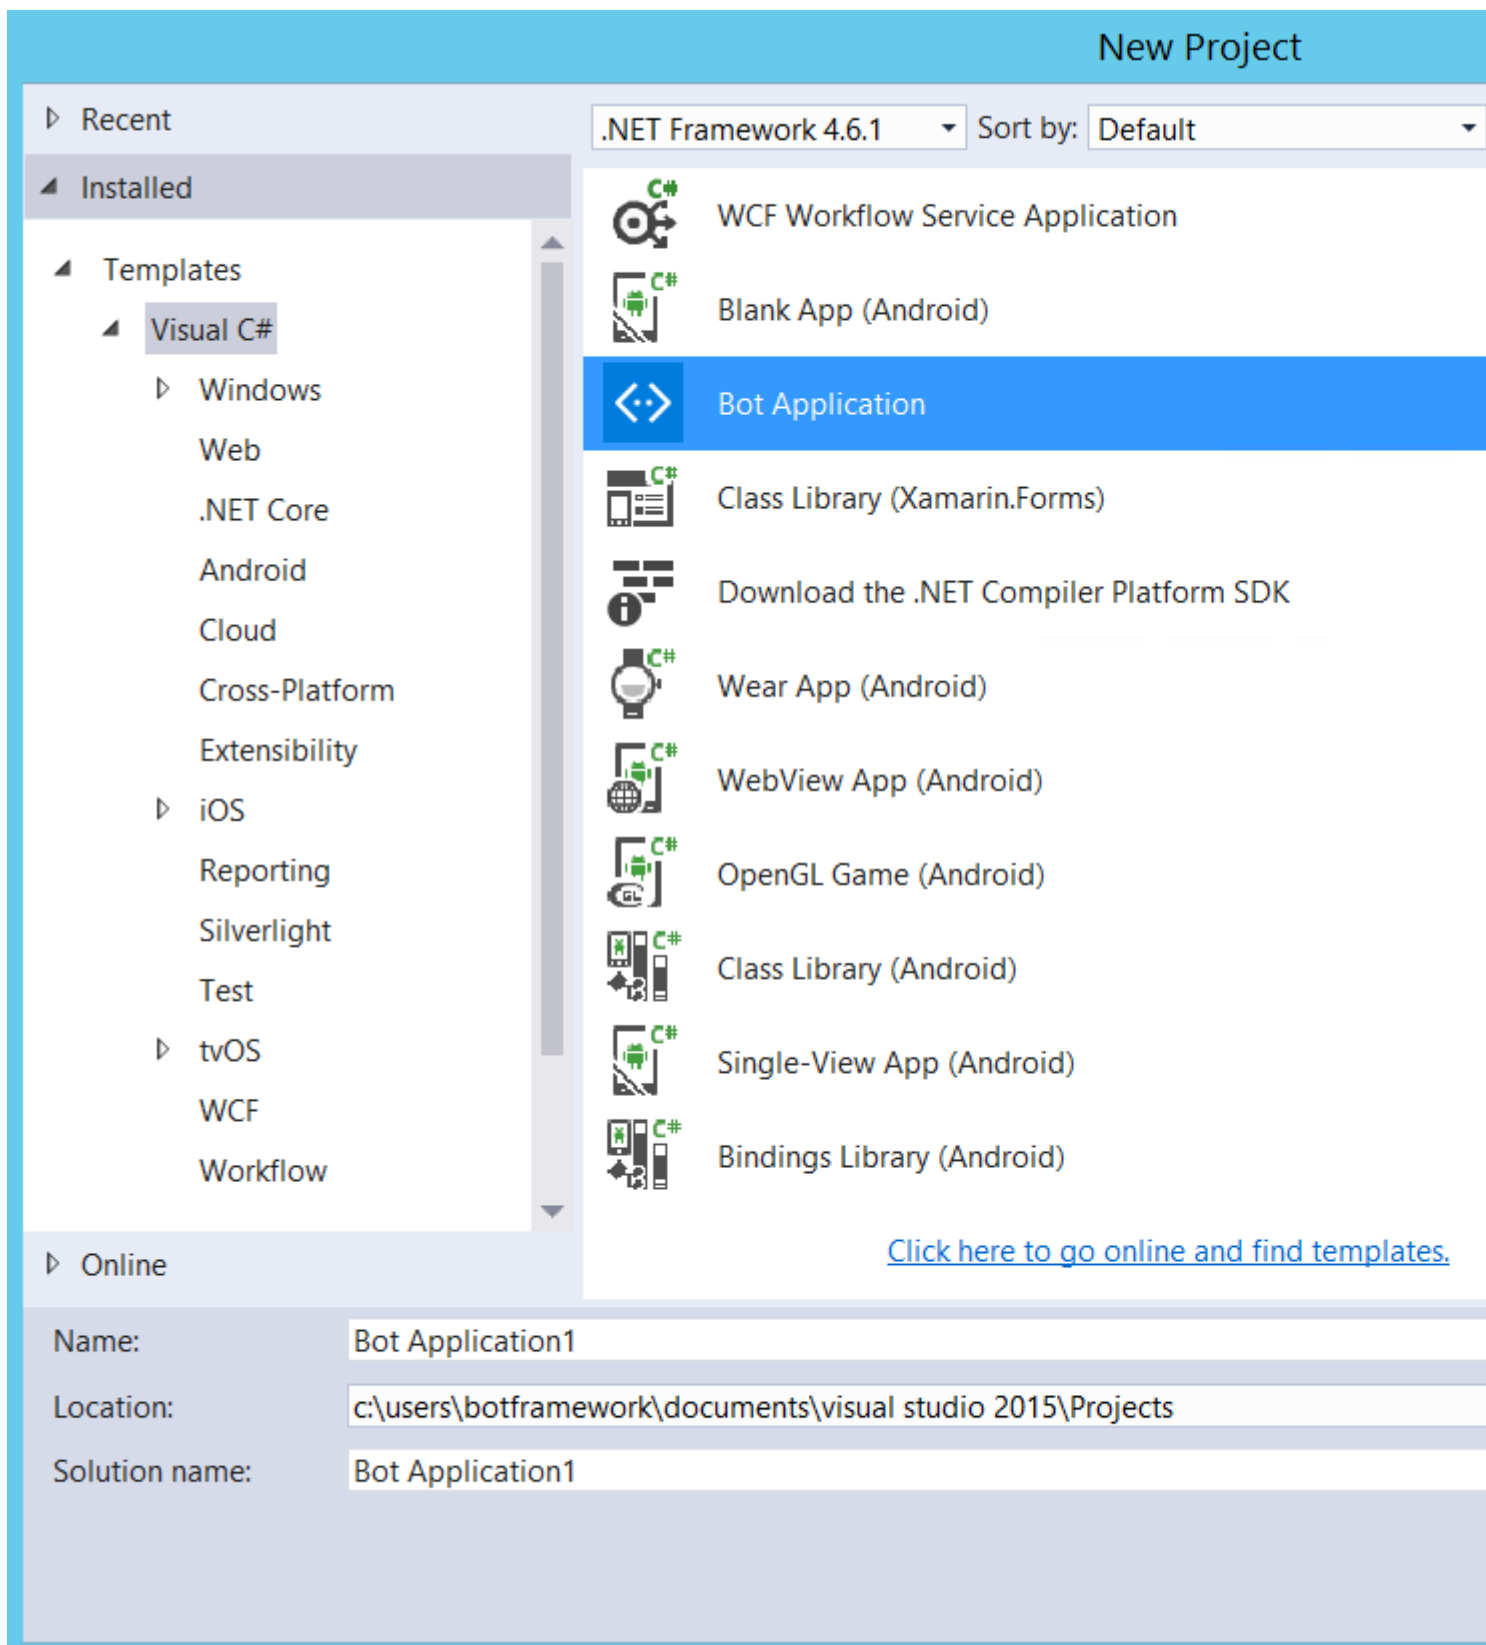 New Project
Recent
Installed
Templates
Visual C#
Windows
Web
.NET Core
Android
Cloud
Cross-Platform
Extensibility
iOS
Reporting
Silverlight
Test
tvOS
WCF
Workflow
Online
.NET Framework 4.6.1 Sort by: Default
C# WCF Workflow Service Application
C# Blank App (Android)
Bot Application
C# Class Library (Xamarin.Forms)
Download the .NET Compiler Platform SDK
C# Wear App (Android)
C# WebView App (Android)
C# GL OpenGL Game (Android)
C# Class Library (Android)
C# Single-View App (Android)
C# Bindings Library (Android)
Click here to go online and find templates.
Name: Bot Application1
Location: c:\users\botframework\documents\visual studio 2015\Projects
Solution name: Bot Application1